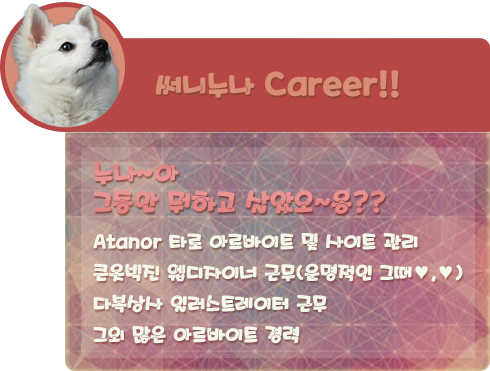 써니누나 Career!!
누나~아
그동안 뭐하고 살았오~용??
Atanor 타로 아르바이트 및 사이트 관리
큰옷빅진 웹디자이너 근무(운명적인 그때♥,♥)
다복상사 일러스트레이터 근무
그외 많은 아르바이트 경력